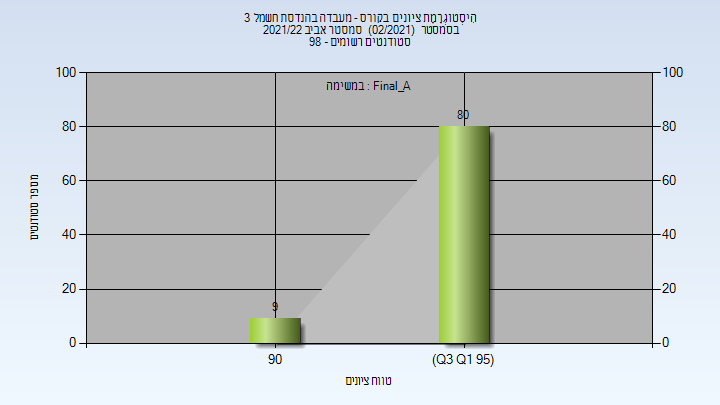 הִיסְטוֹגְרָמַת ציונים בקורס - מעבדה בהנדסת חשמל 3
בסמסטר (02/2021) סמסטר אביב 2021/22
סטודנטים רשומים - 98
במשימה : Final_A
100
80
60
40
20
0
100
80
60
40
20
0
מספר סטודנטים
9
80
90
(Q3 Q1 95)
טווח ציונים